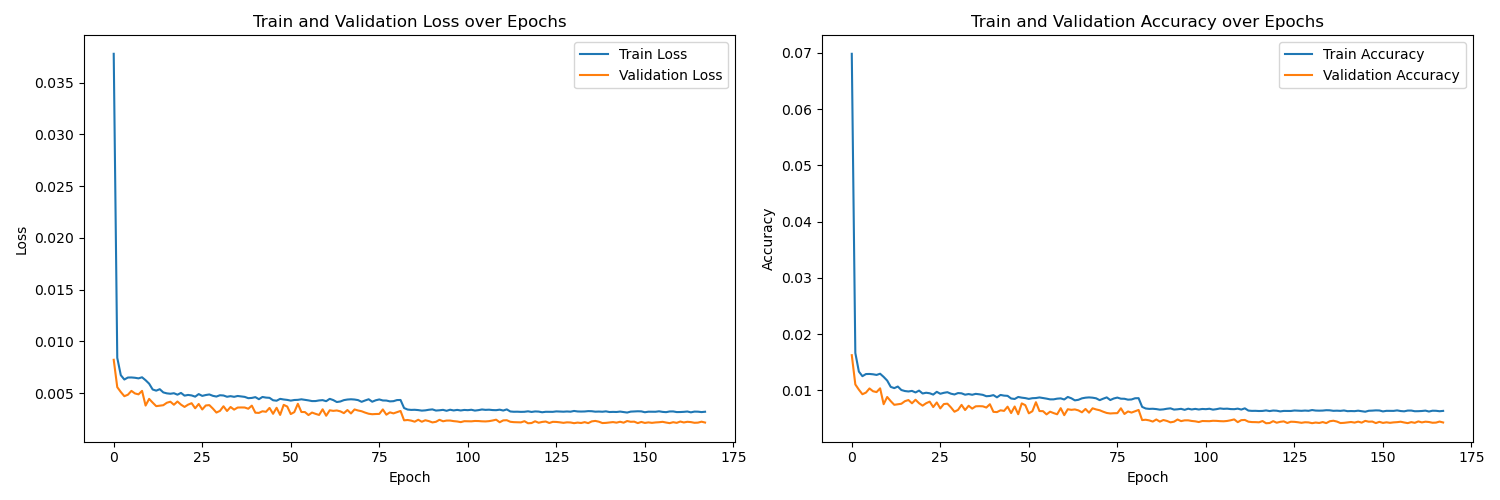 Train and Validation Loss over Epochs
Train Loss
Validation Loss
0.035
0.030
0.025
0.020
0.015
0.010
0.005
Loss
0 25 50 75 100 125 150 175
Epoch
Train and Validation Accuracy over Epochs
Train Accuracy
Validation Accuracy
0.07
0.06
0.05
0.04
0.03
0.02
0.01
Accuracy
0 25 50 75 100 125 150 175
Epoch